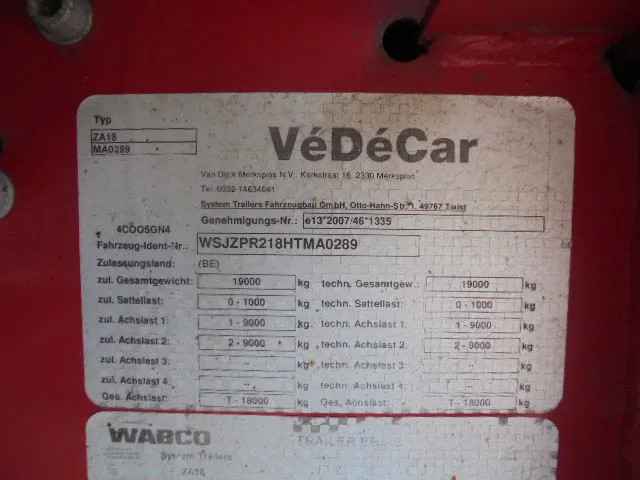 Typ
ZA18
MA0289
VéDéCar
Van Dyck Merksplas N.V., Kerkstraat 16, 2330 Merksplas
System Trailers Fahrzeugbau GmbH, Otto-Hahn-Str.1, 49767 Twist
Genehmigungs-Nr.: e13*2007/46*1335
4COO5GN4
Fahrzeug-Ident-Nr.: WSJZPR218HTMA0289
Zulassungsland: (BE)
zul. Gesamtgewicht: 19000 kg techn. Gesamtgew.: 19000 kg
zul. Sattellast: 0 - 1000 kg techn. Sattellast: 0 - 1000 kg
zul. Achslast 1: 1 - 9000 kg techn. Achslast 1: 1 - 9000 kg
zul. Achslast 2: 2 - 9000 kg techn. Achslast 2: 2 - 9000 kg
zul. Achslast 3: - kg techn. Achslast 3: - kg
zul. Achslast 4: - kg techn. Achslast 4: - kg
Ges. Achslast: T - 18000 kg Ges. Achslast: T - 18000 kg
WABCO TRAILER
System Trailers
ZA18